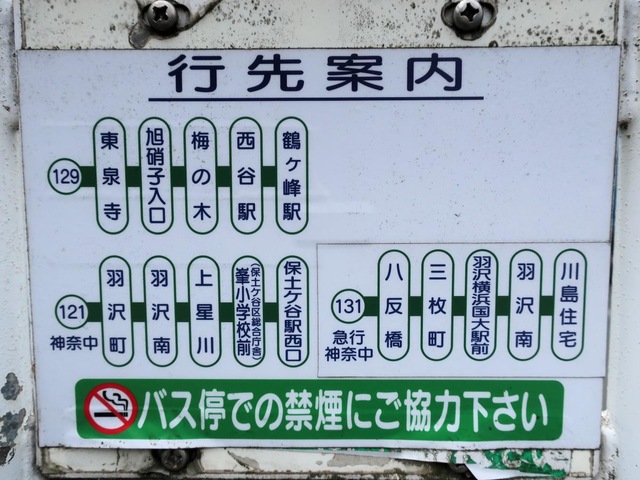 行先案内
129
東泉寺
旭硝子入口
梅の木
西谷駅
鶴ヶ峰駅
121
神奈中
羽沢町
羽沢南
上星川
峯小学校前
(保土ケ谷区総合庁舎)
保土ケ谷駅西口
131
急行
神奈中
八反橋
三枚町
羽沢横浜国大駅前
羽沢南
川島住宅
バス停での禁煙にご協力下さい